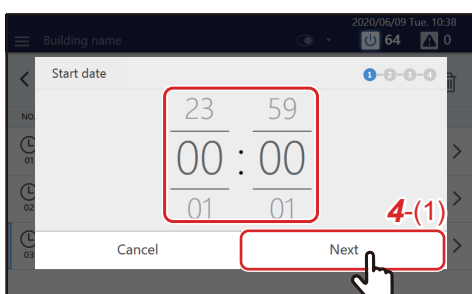 2020/06/09 Tue. 10:38
Building name
64
0
Start date
1-2-3-4
NO.
23 59
00 : 00
01 01
01
02
03
4-(1)
Cancel
Next